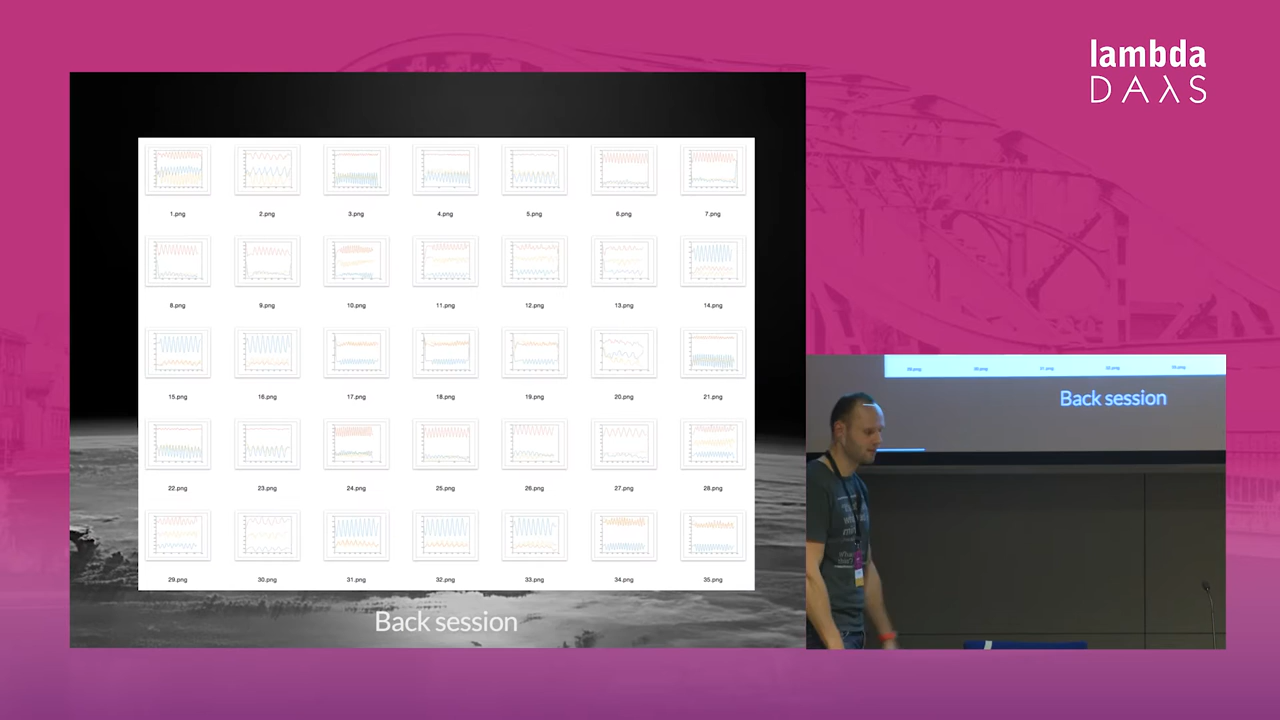 lambda
DAλS
1.png 2.png 3.png 4.png 5.png 6.png 7.png
8.png 9.png 10.png 11.png 12.png 13.png 14.png
15.png 16.png 17.png 18.png 19.png 20.png 21.png
22.png 23.png 24.png 25.png 26.png 27.png 28.png
29.png 30.png 31.png 32.png 33.png 34.png 35.png
Back session
Back session